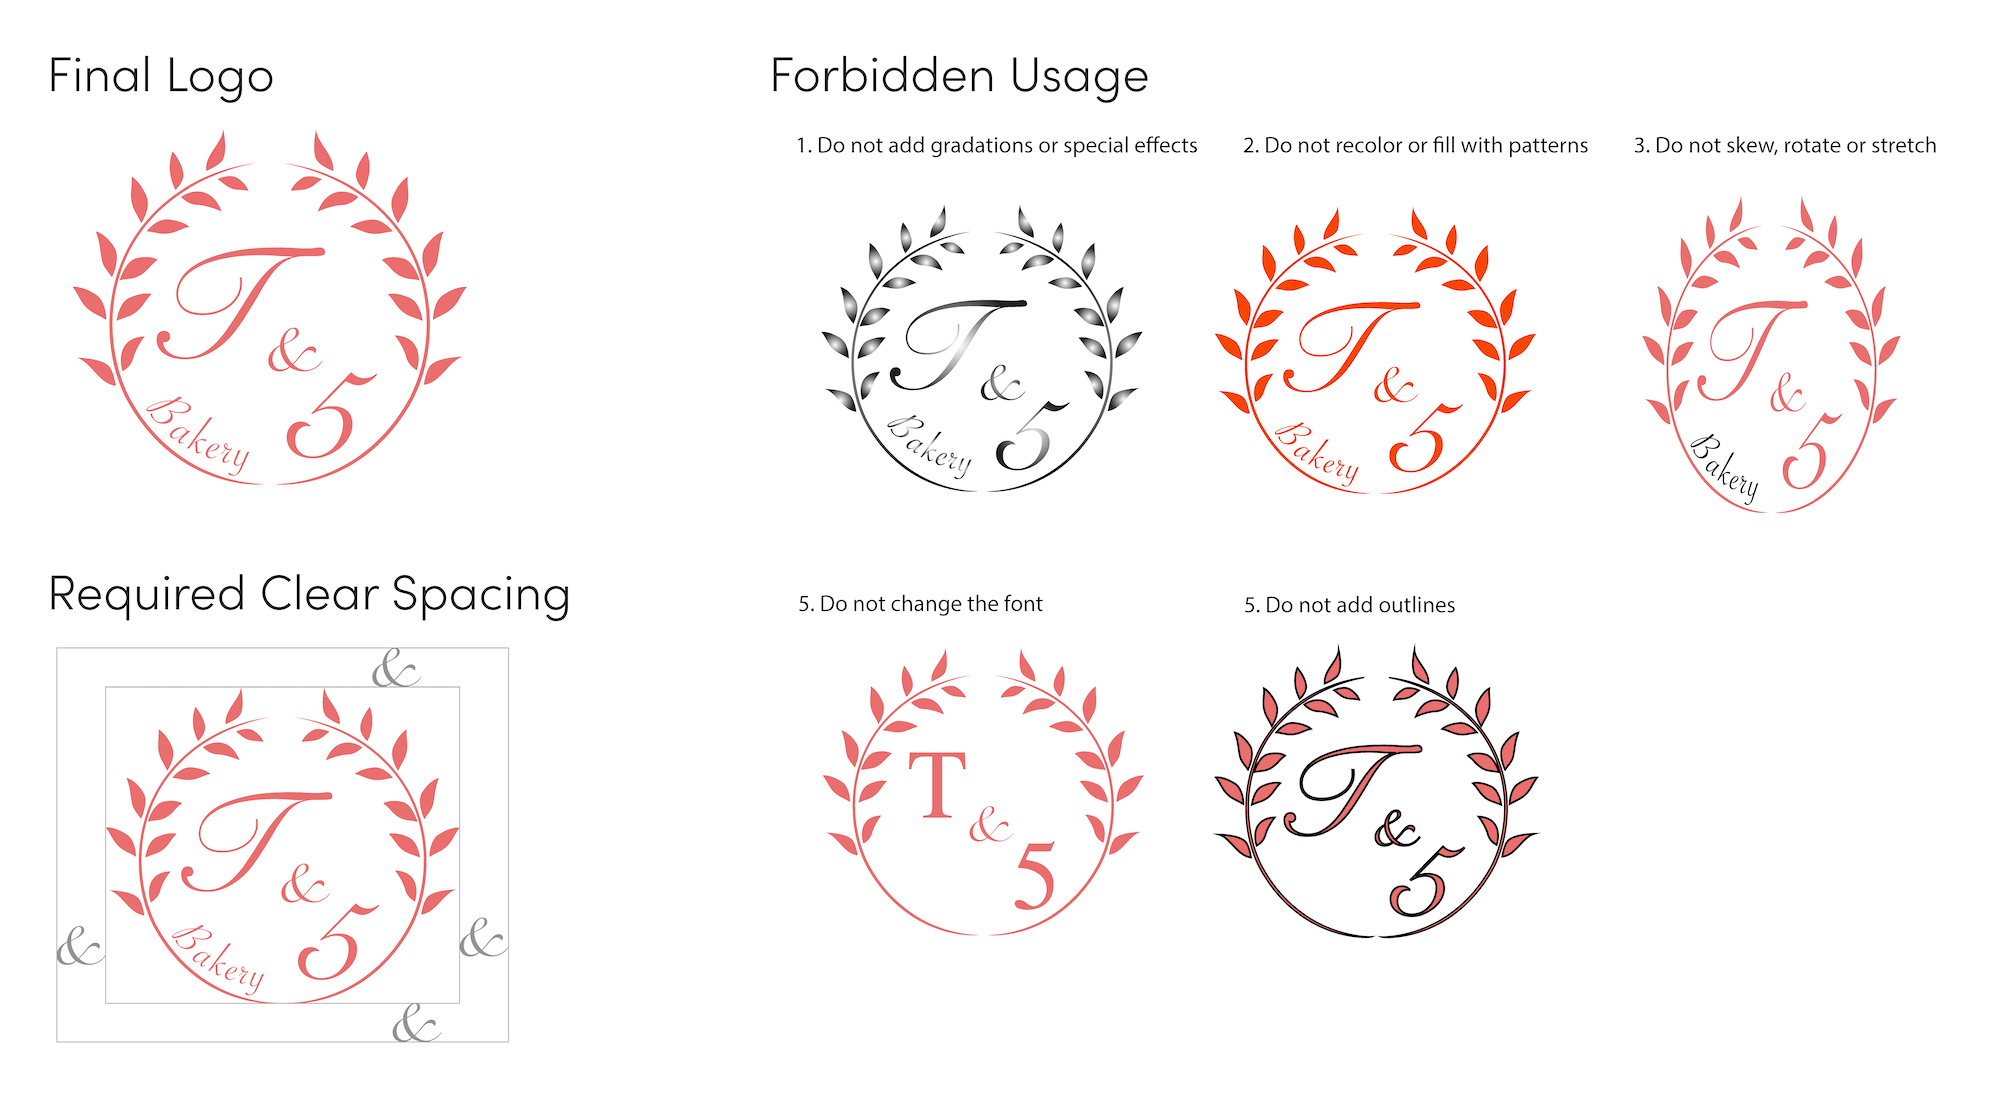 Final Logo
T
&
5
Bakery
Forbidden Usage
1. Do not add gradations or special effects
T
&
5
Bakery
2. Do not recolor or fill with patterns
T
&
5
Bakery
3. Do not skew, rotate or stretch
T
&
5
Bakery
Required Clear Spacing
&
T
&
5
Bakery
&
&
&
5. Do not change the font
T
&
5
5. Do not add outlines
T
&
5